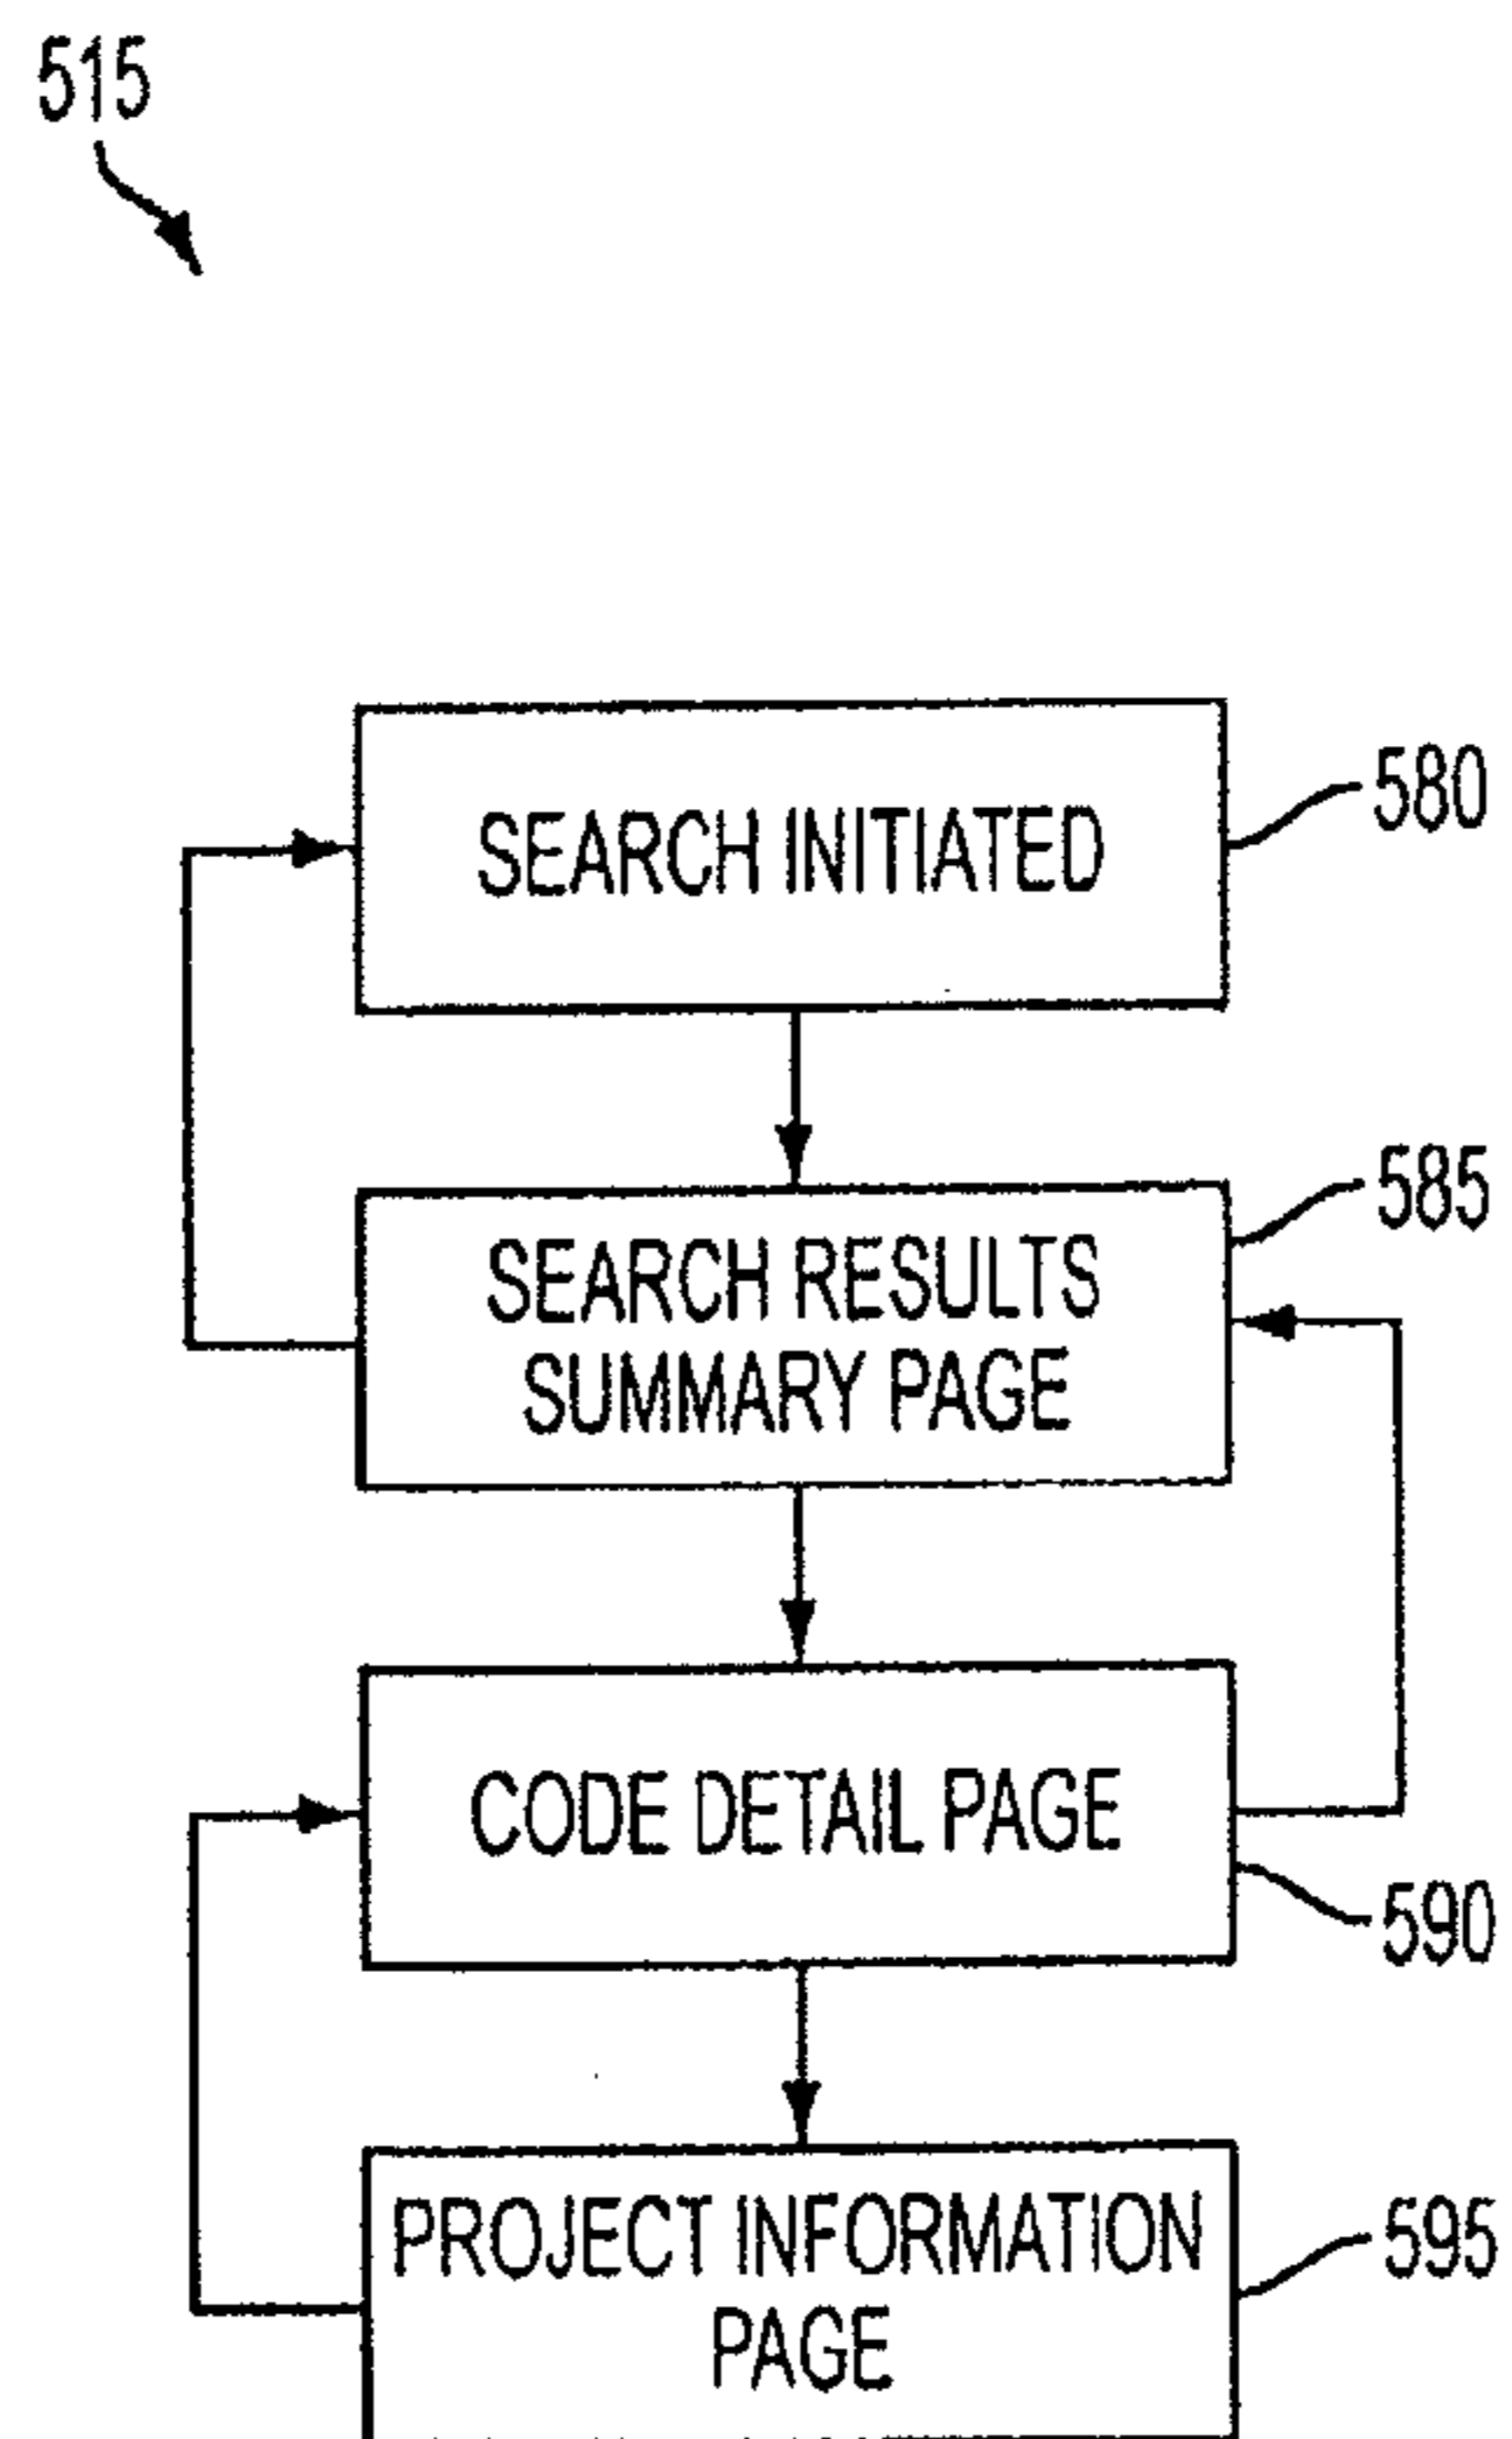 515
SEARCH INITIATED
580
SEARCH RESULTS
SUMMARY PAGE
585
CODE DETAIL PAGE
590
PROJECT INFORMATION
PAGE
595